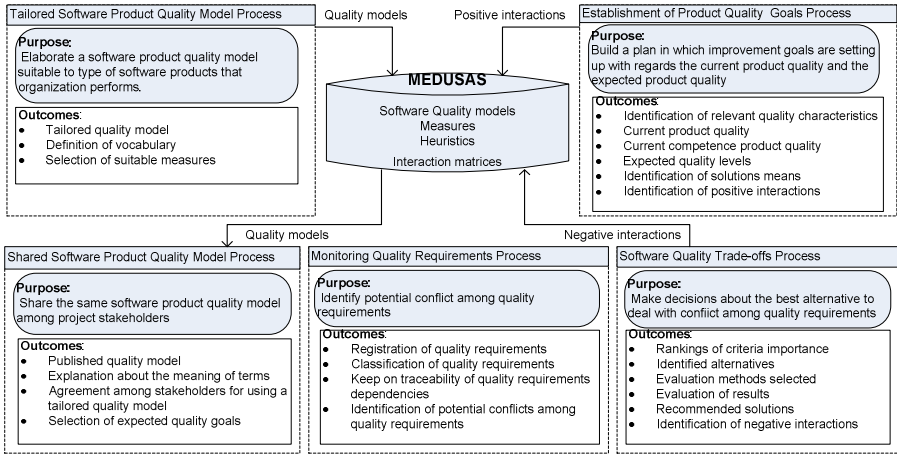 Tailored Software Product Quality Model Process
Purpose:
Elaborate a software product quality model
suitable to type of software products that
organization performs.
Outcomes:
● Tailored quality model
● Definition of vocabulary
● Selection of suitable measures
Quality models
Positive interactions
MEDUSAS
Software Quality models
Measures
Heuristics
Interaction matrices
Establishment of Product Quality Goals Process
Purpose:
Build a plan in which improvement goals are setting
up with regards the current product quality and the
expected product quality
Outcomes:
● Identification of relevant quality characteristics
● Current product quality
● Current competence product quality
● Expected quality levels
● Identification of solutions means
● Identification of positive interactions
Quality models
Negative interactions
Shared Software Product Quality Model Process
Purpose:
Share the same software product quality model
among project stakeholders
Outcomes:
● Published quality model
● Explanation about the meaning of terms
● Agreement among stakeholders for using a
tailored quality model
● Selection of expected quality goals
Monitoring Quality Requirements Process
Purpose:
Identify potential conflict among quality
requirements
Outcomes:
● Registration of quality requirements
● Classification of quality requirements
● Keep on traceability of quality requirements
dependencies
● Identification of potential conflicts among
quality requirements
Software Quality Trade-offs Process
Purpose:
Make decisions about the best alternative to
deal with conflict among quality requirements
Outcomes:
● Rankings of criteria importance
● Identified alternatives
● Evaluation methods selected
● Evaluation of results
● Recommended solutions
● Identification of negative interactions